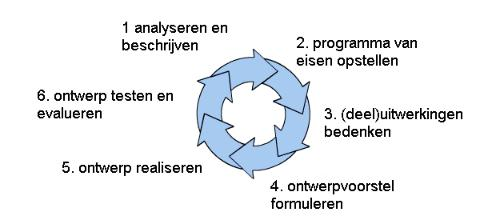 1 analyseren en
beschrijven
2. programma van
eisen opstellen
3. (deel)uitwerkingen
bedenken
4. ontwerpvoorstel
formuleren
5. ontwerp realiseren
6. ontwerp testen en
evalueren